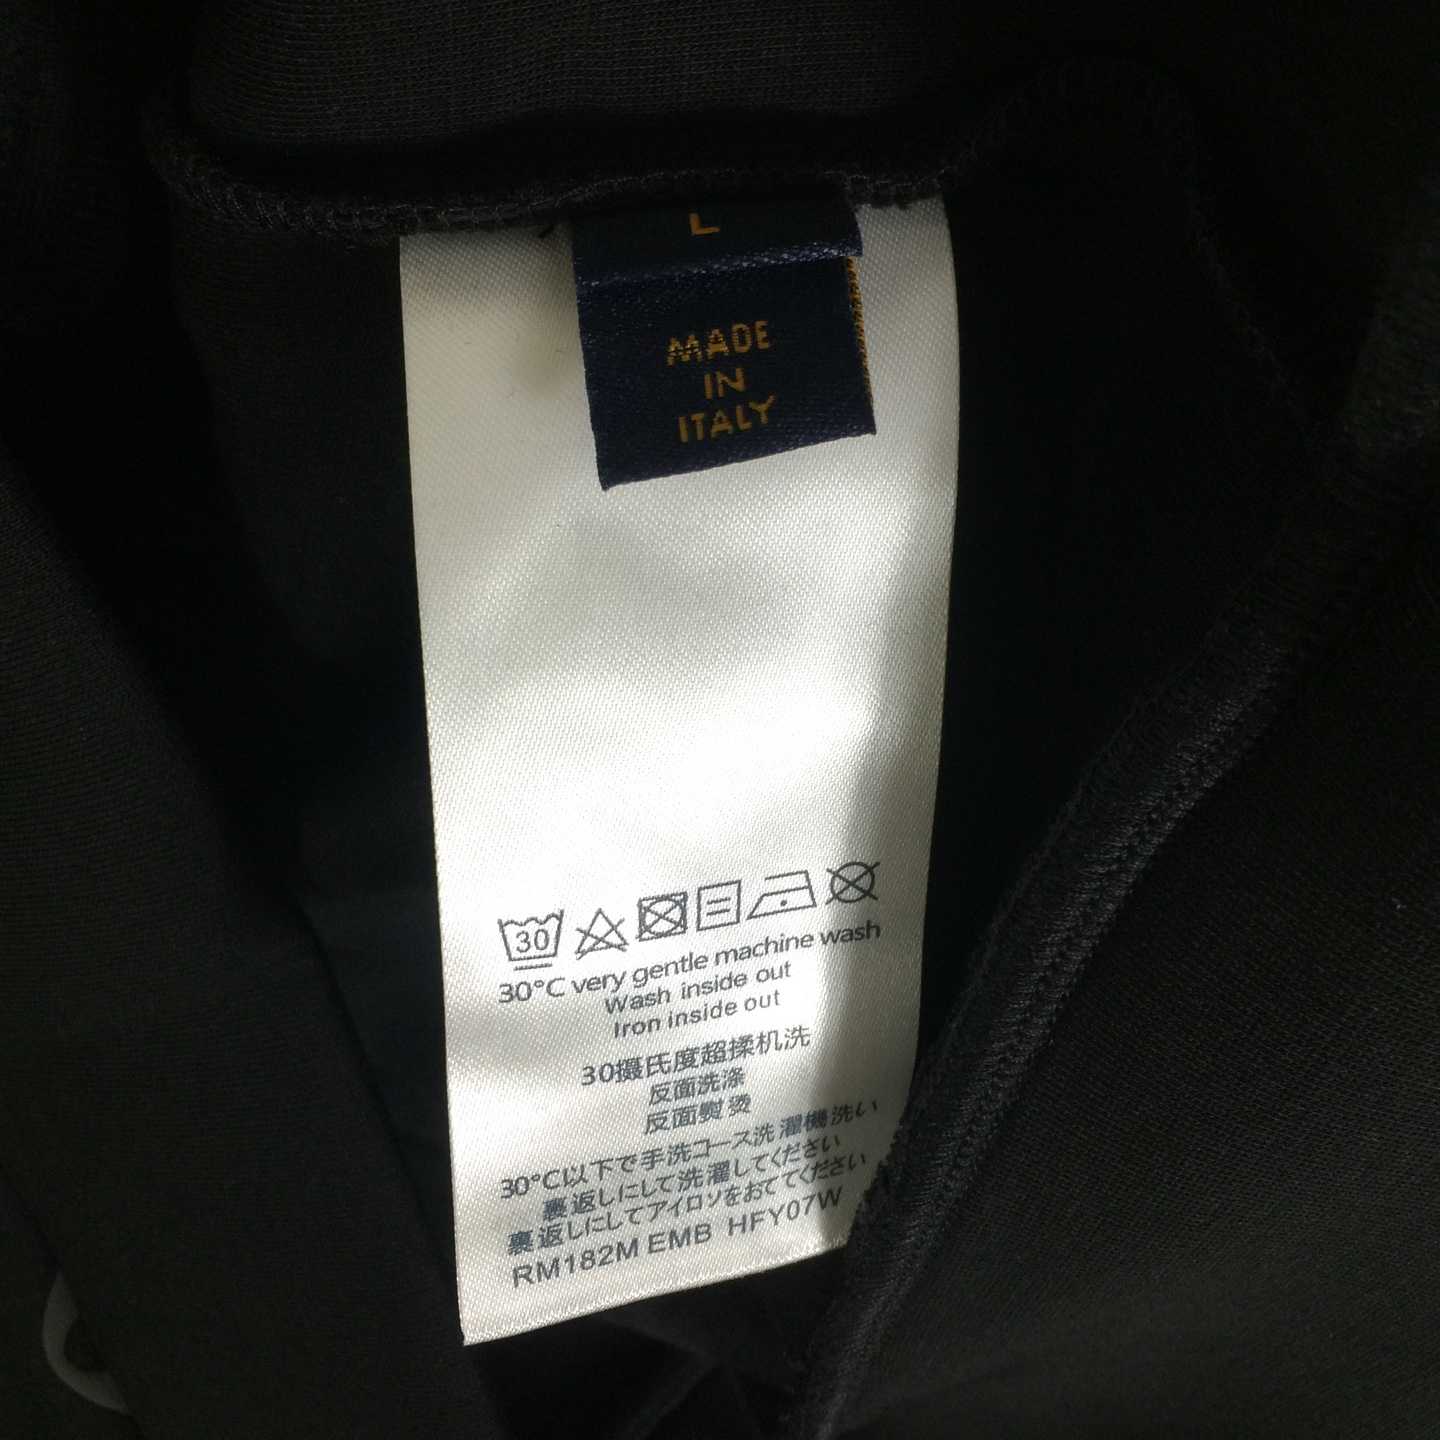 L
MADE
IN
ITALY
30
30°C very gentle machine wash
Wash inside out
Iron inside out
30摄氏度超揉机洗
反面洗涤
反面熨烫
30°C以下で手洗コース洗濯機洗い
裏返しにして洗濯してください
裏返しにしてアイロソをおててください
RM182M EMB HFY07W